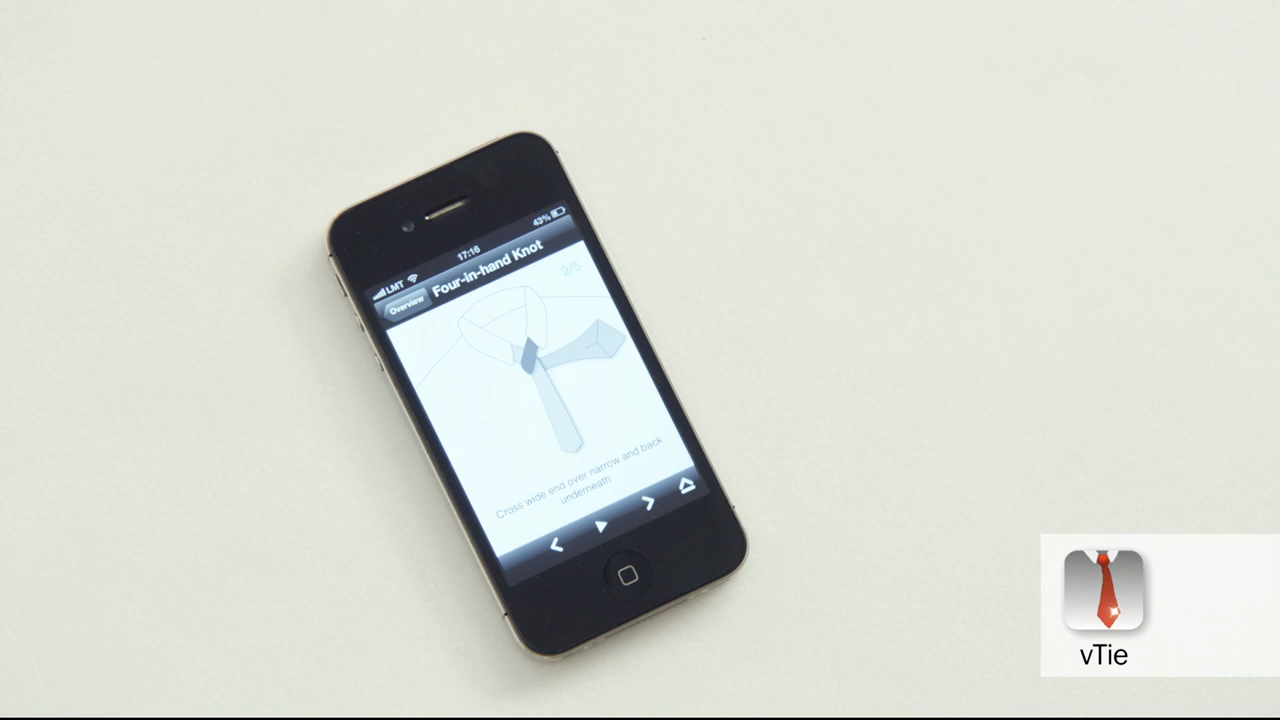 LMT 17:16 43%
Overview Four-in-hand Knot
2/5
Cross wide end over narrow and back
underneath
vTie